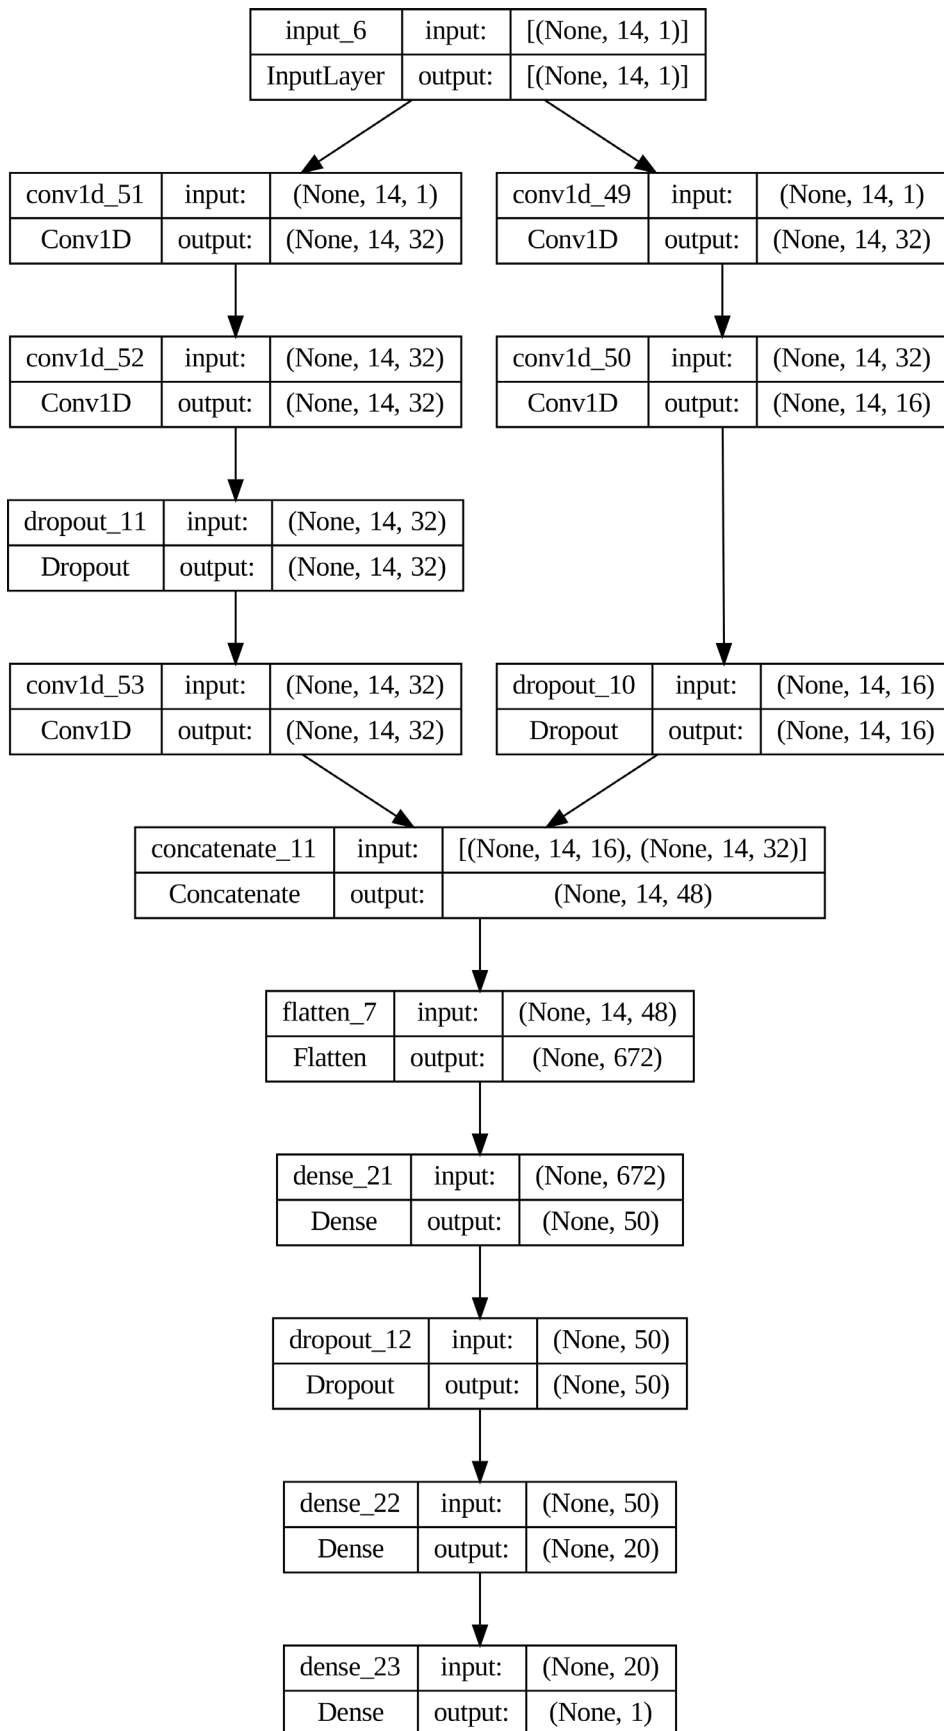 input_6 input: [(None, 14, 1)]
InputLayer output: [(None, 14, 1)]
conv1d_51 input: (None, 14, 1)
Conv1D output: (None, 14, 32)
conv1d_49 input: (None, 14, 1)
Conv1D output: (None, 14, 32)
conv1d_52 input: (None, 14, 32)
Conv1D output: (None, 14, 32)
conv1d_50 input: (None, 14, 32)
Conv1D output: (None, 14, 16)
dropout_11 input: (None, 14, 32)
Dropout output: (None, 14, 32)
conv1d_53 input: (None, 14, 32)
Conv1D output: (None, 14, 32)
dropout_10 input: (None, 14, 16)
Dropout output: (None, 14, 16)
concatenate_11 input: [(None, 14, 16), (None, 14, 32)]
Concatenate output: (None, 14, 48)
flatten_7 input: (None, 14, 48)
Flatten output: (None, 672)
dense_21 input: (None, 672)
Dense output: (None, 50)
dropout_12 input: (None, 50)
Dropout output: (None, 50)
dense_22 input: (None, 50)
Dense output: (None, 20)
dense_23 input: (None, 20)
Dense output: (None, 1)